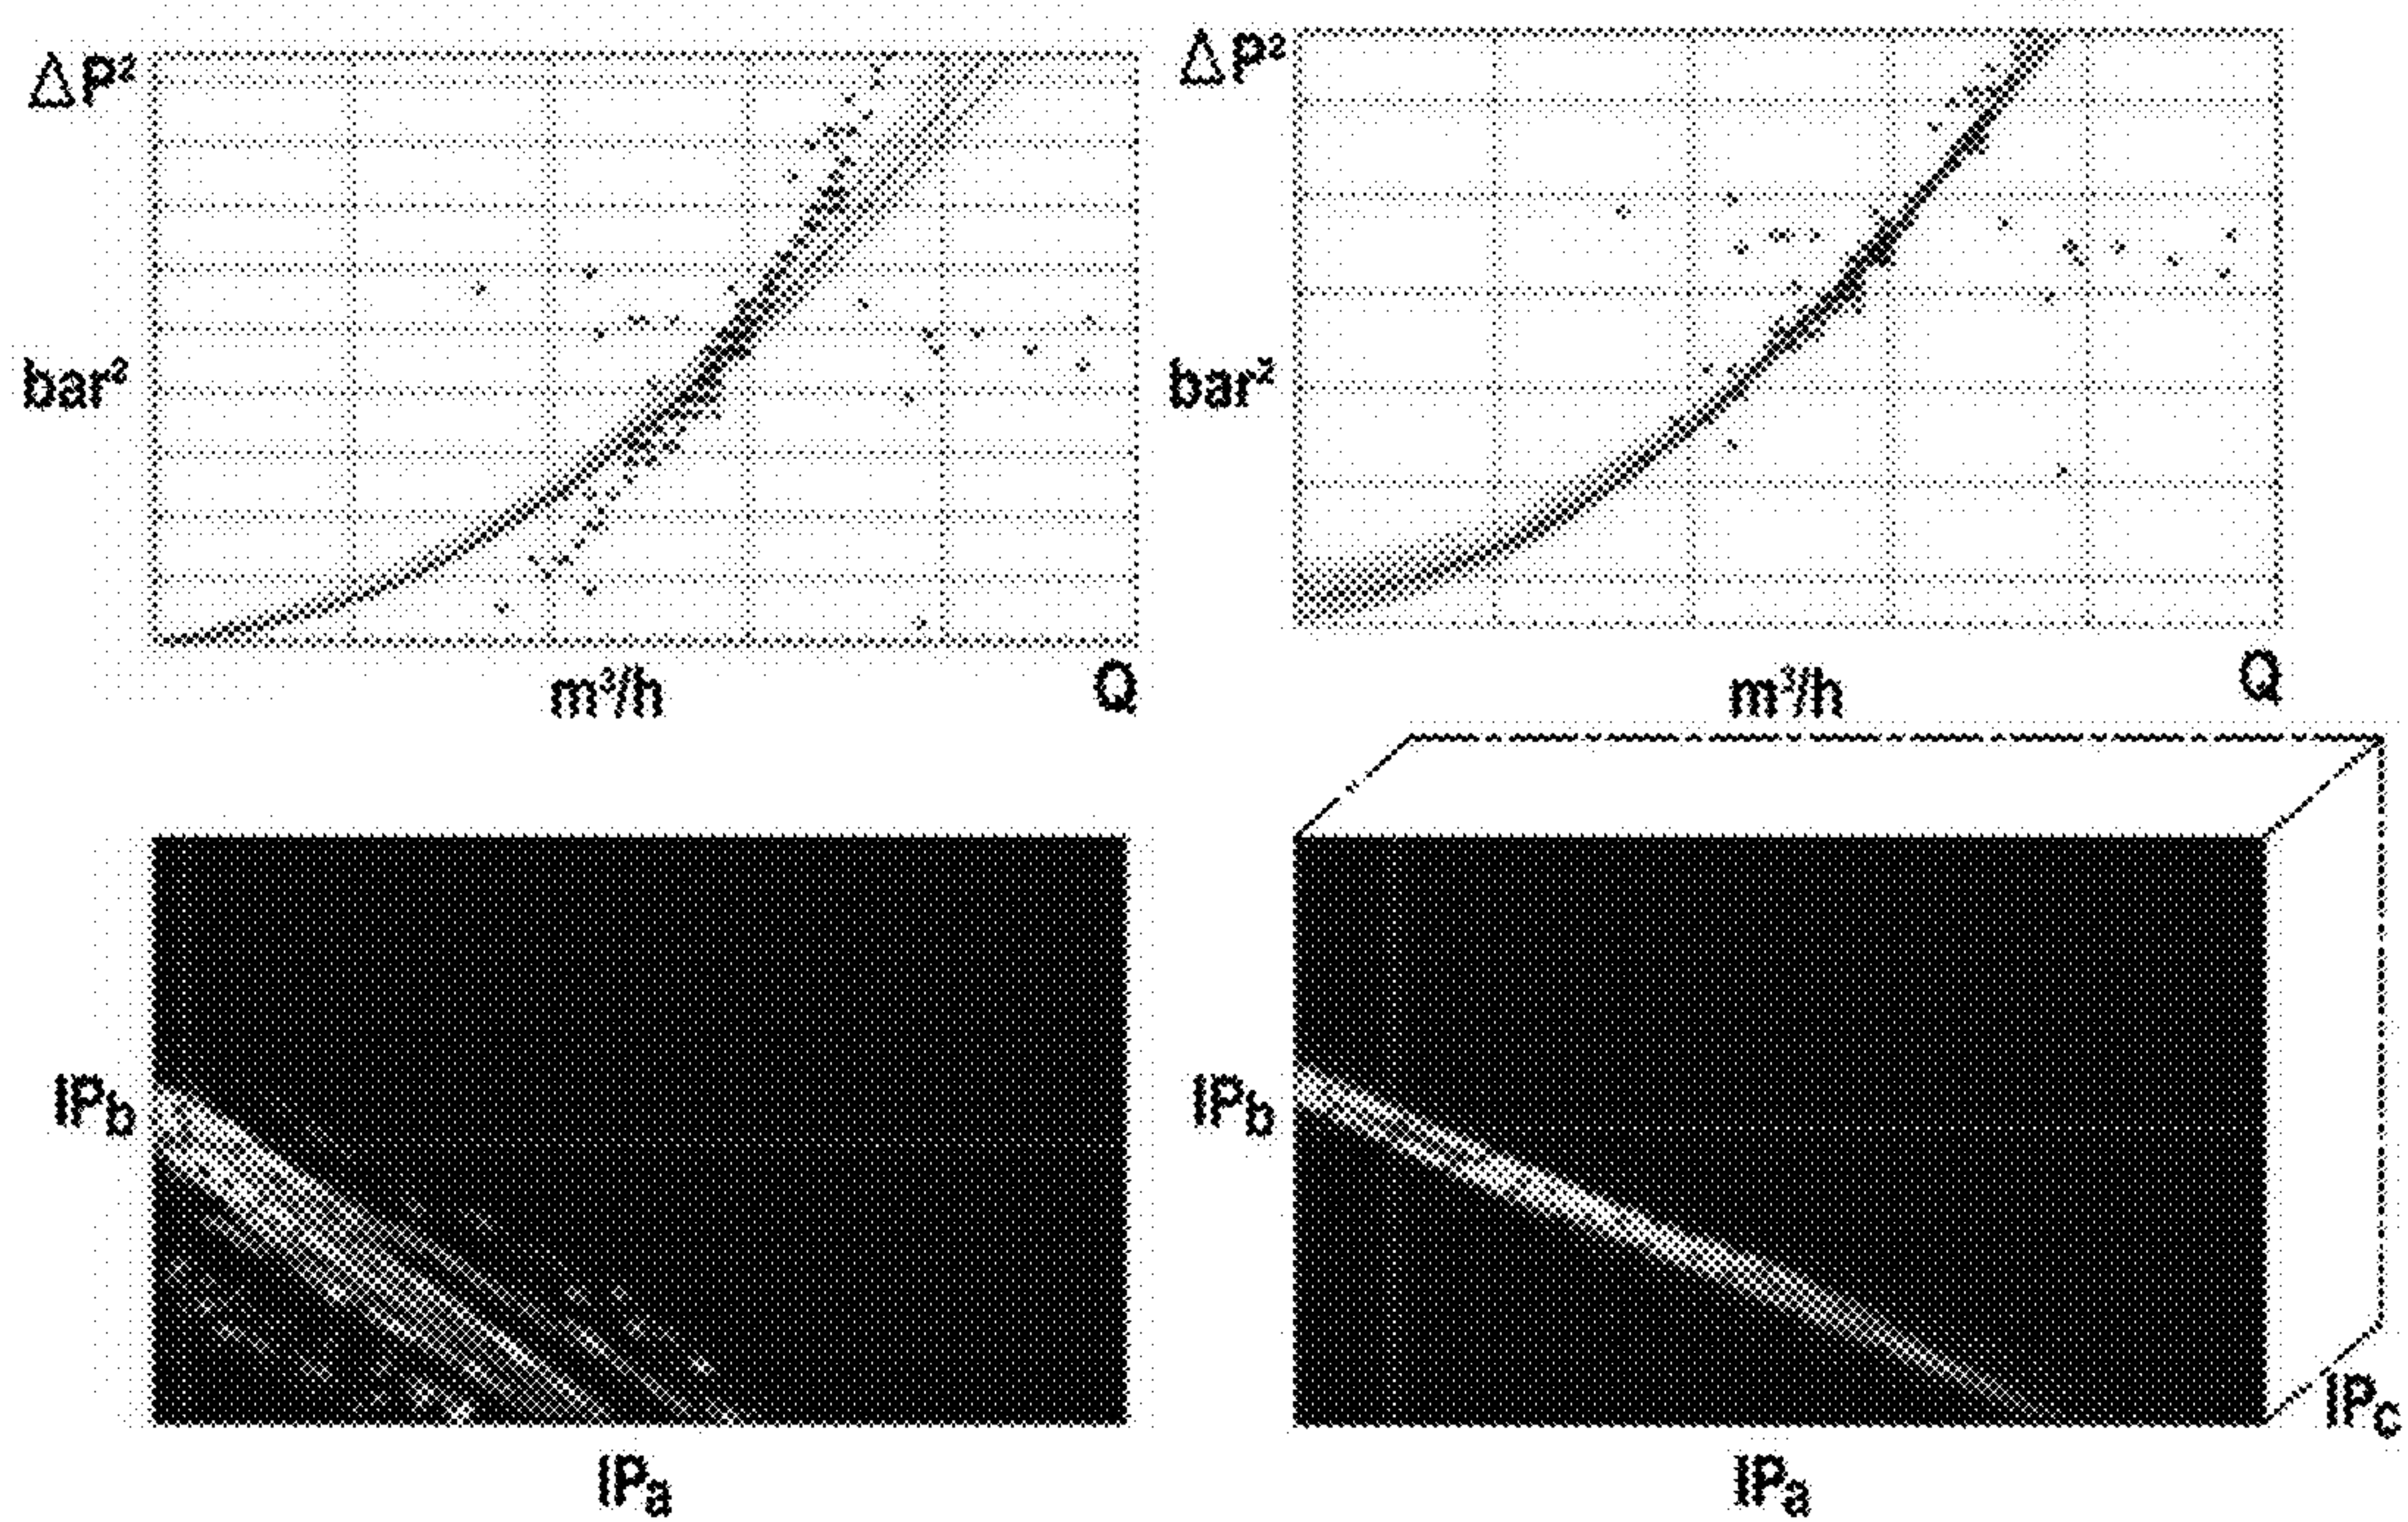 ΔP²
bar²
m³/h
Q
ΔP²
bar²
m³/h
Q
IPb
IPa
IPb
IPa
IPc